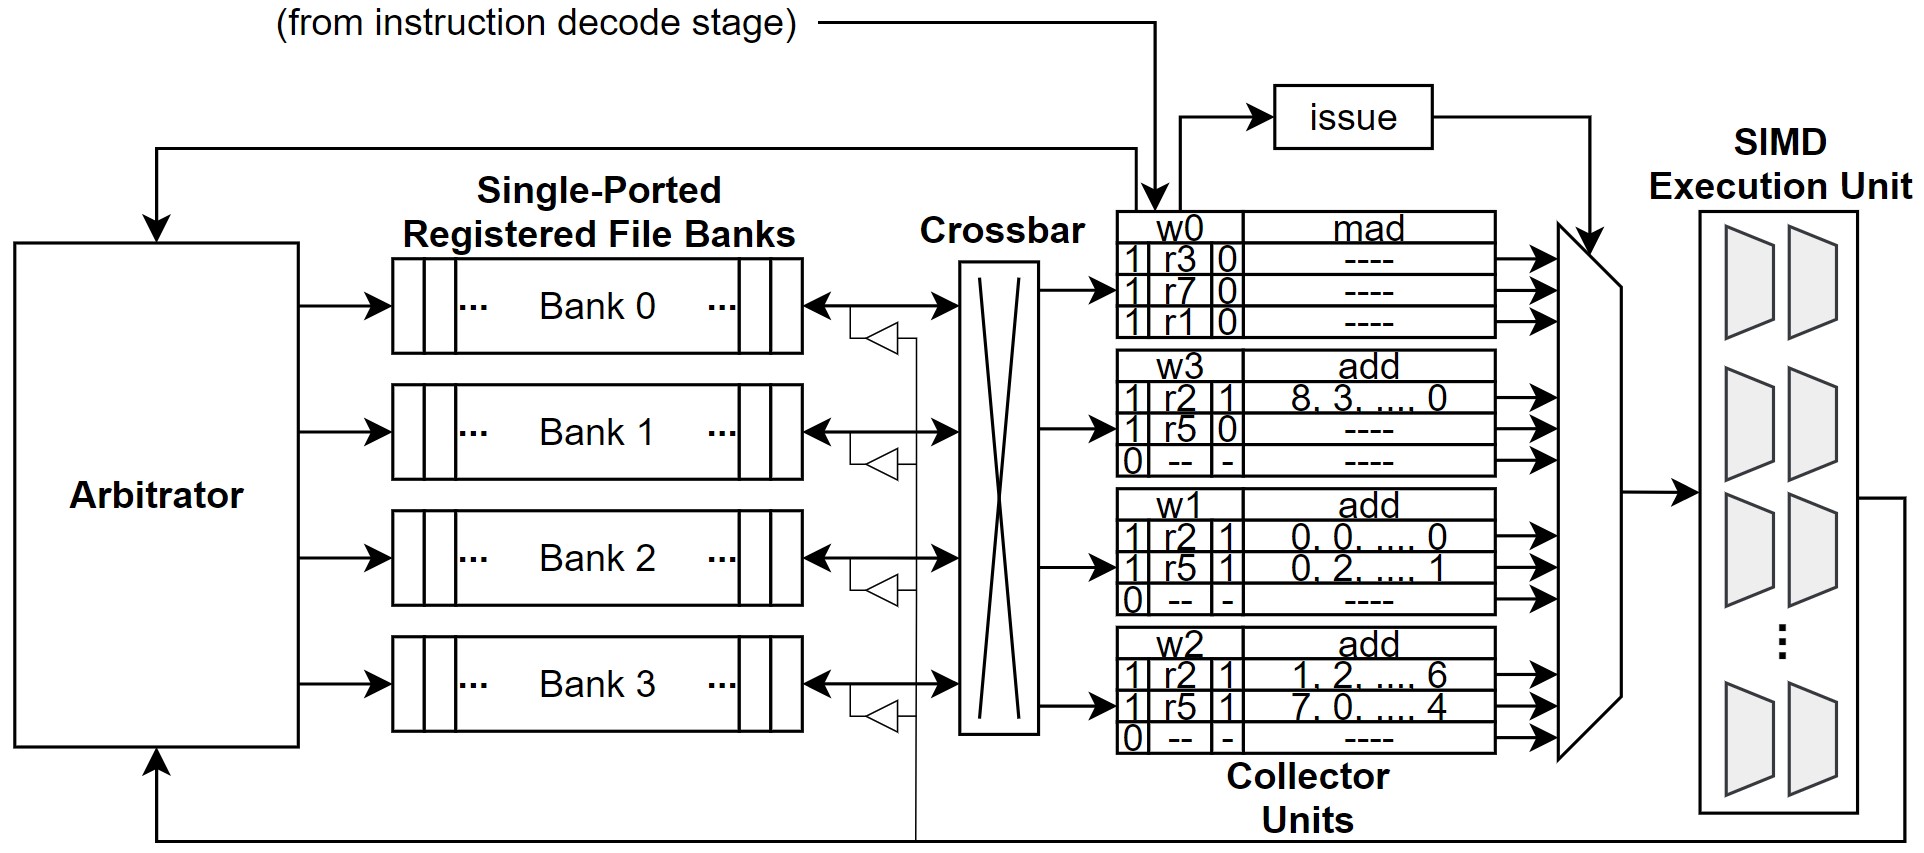 (from instruction decode stage)
issue
SIMD
Execution Unit
Single-Ported
Registered File Banks
Crossbar
Arbitrator
... Bank 0 ...
... Bank 1 ...
... Bank 2 ...
... Bank 3 ...
w0 mad
1 r3 0 ----
1 r7 0 ----
1 r1 0 ----
w3 add
1 r2 1 8, 3, ...., 0
1 r5 0 ----
0 -- - ----
w1 add
1 r2 1 0, 0, ...., 0
1 r5 1 0, 2, ...., 1
0 -- - ----
w2 add
1 r2 1 1, 2, ...., 6
1 r5 1 7, 0, ...., 4
0 -- - ----
Collector
Units